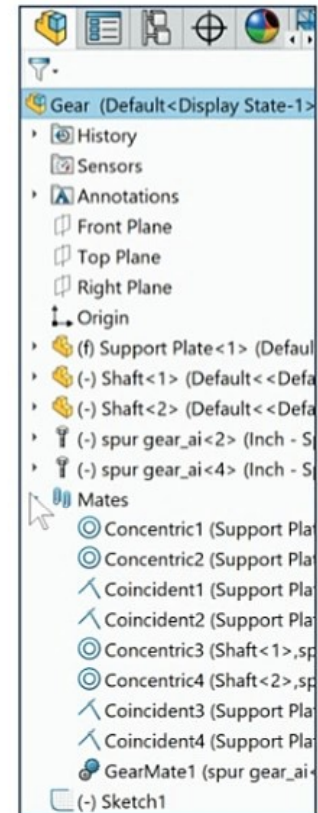 Gear (Default<Display State-1>
History
Sensors
Annotations
Front Plane
Top Plane
Right Plane
Origin
(f) Support Plate<1> (Defaul
(-) Shaft<1> (Default<<Defa
(-) Shaft<2> (Default<<Defa
(-) spur gear_ai<2> (Inch - S
(-) spur gear_ai<4> (Inch - S
Mates
Concentric1 (Support Pla
Concentric2 (Support Pla
Coincident1 (Support Pla
Coincident2 (Support Pla
Concentric3 (Shaft<1>,sp
Concentric4 (Shaft<2>,sp
Coincident3 (Support Pla
Coincident4 (Support Pla
GearMate1 (spur gear_ai
(-) Sketch1